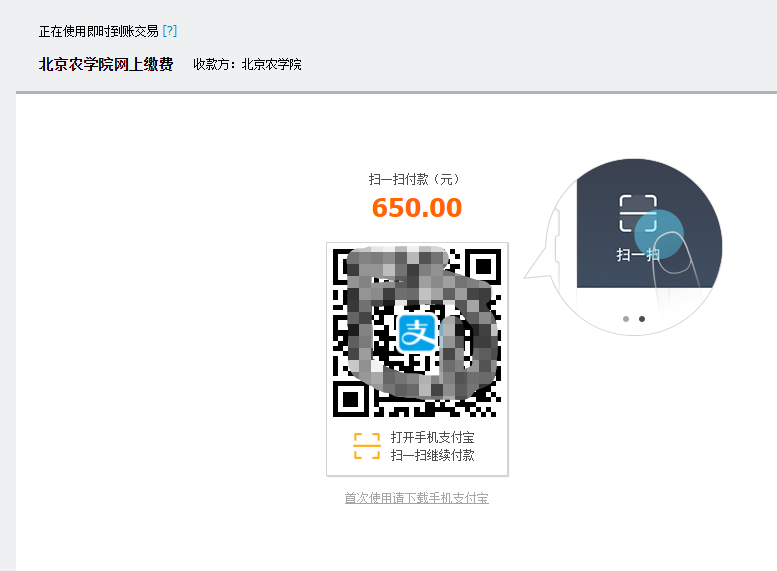 正在使用即时到账交易 [?]
北京农学院网上缴费 收款方：北京农学院
扫一扫付款（元）
650.00
扫一扫
支
打开手机支付宝
扫一扫继续付款
首次使用请下载手机支付宝